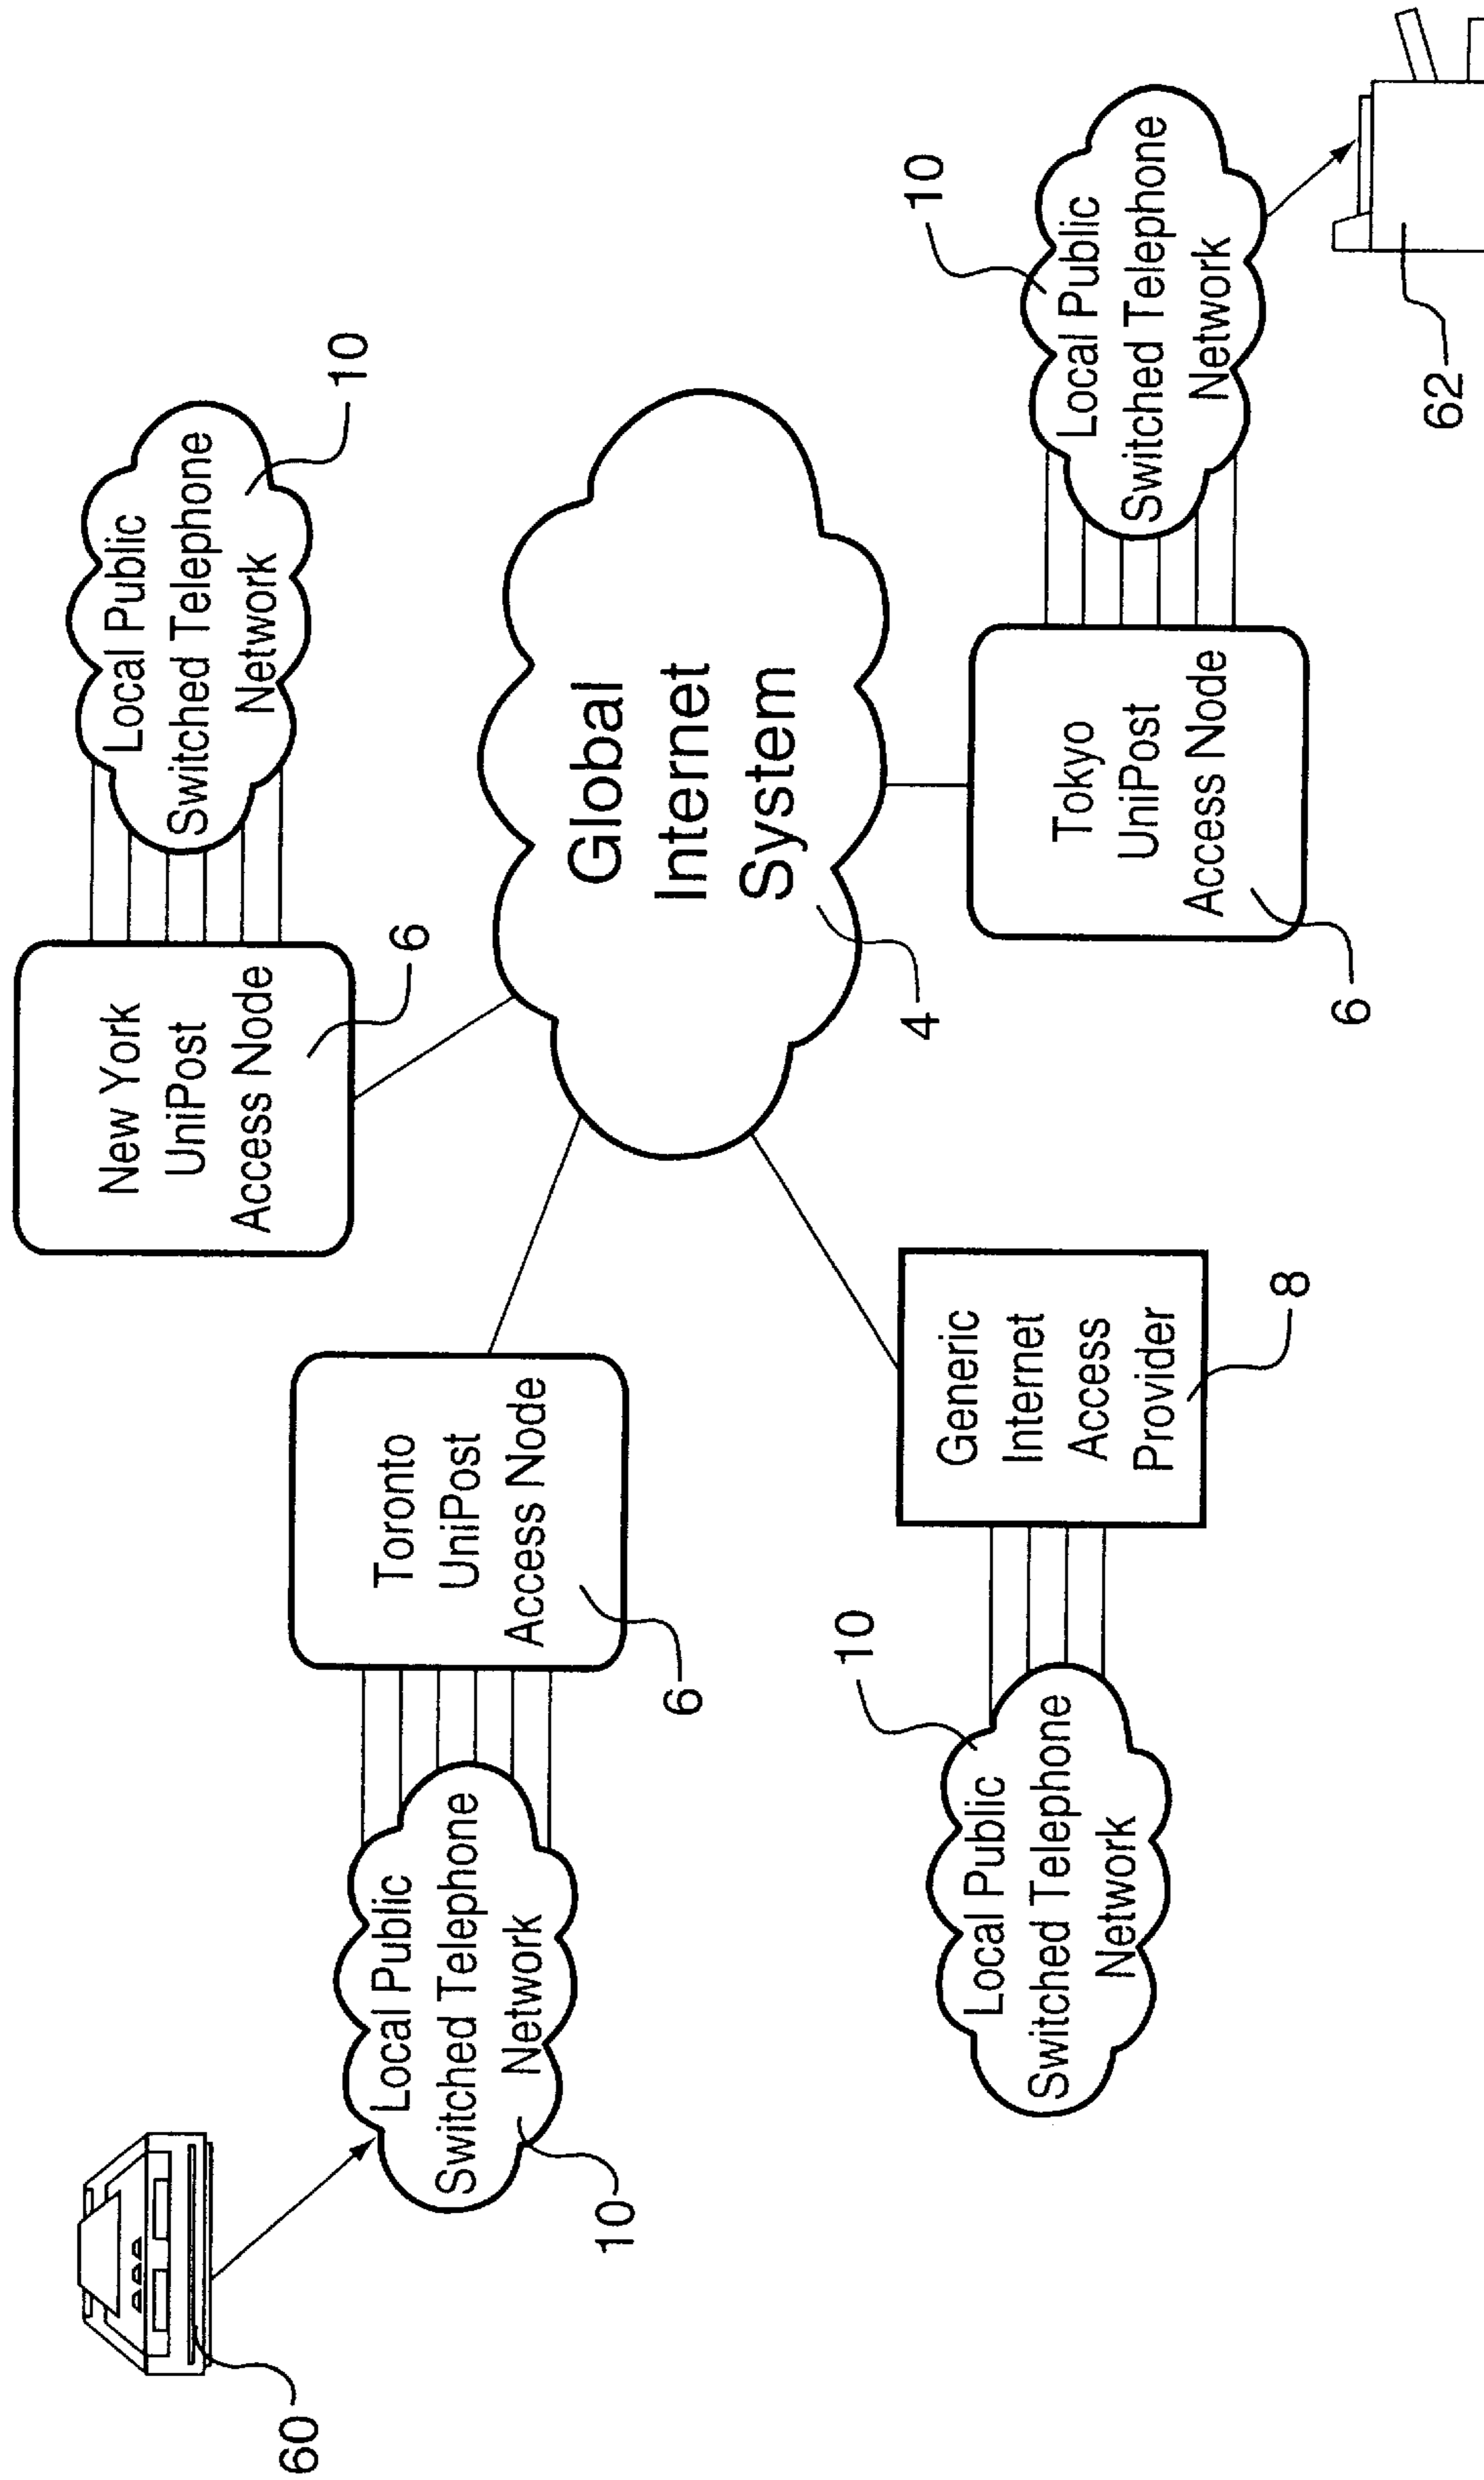 60
Local Public
Switched Telephone
Network
10
Toronto
UniPost
Access Node
6
New York
UniPost
Access Node
6
Local Public
Switched Telephone
Network
10
Global
Internet
System
4
Local Public
Switched Telephone
Network
10
Generic
Internet
Access
Provider
8
Tokyo
UniPost
Access Node
6
Local Public
Switched Telephone
Network
10
62